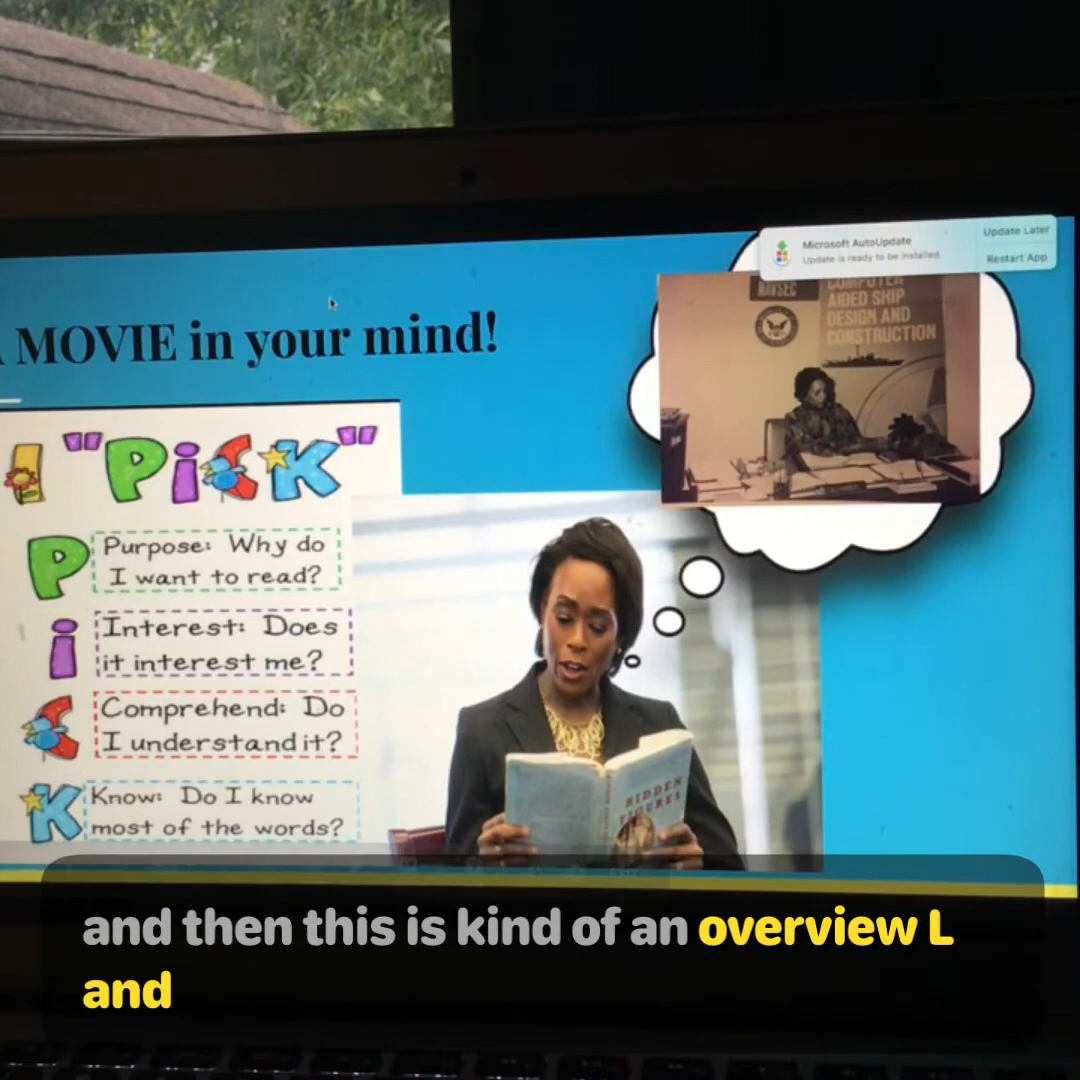 Microsoft AutoUpdate
Update is ready to be installed.
Update Later
Restart App
MOVIE in your mind!
NAVSEC
COMPUTER
AIDED SHIP
DESIGN AND
CONSTRUCTION
I "PiCK"
P
Purpose: Why do
I want to read?
i
Interest: Does
it interest me?
C
Comprehend: Do
I understand it?
K
Know: Do I know
most of the words?
HIDDEN
FIGURES
and then this is kind of an overview L
and